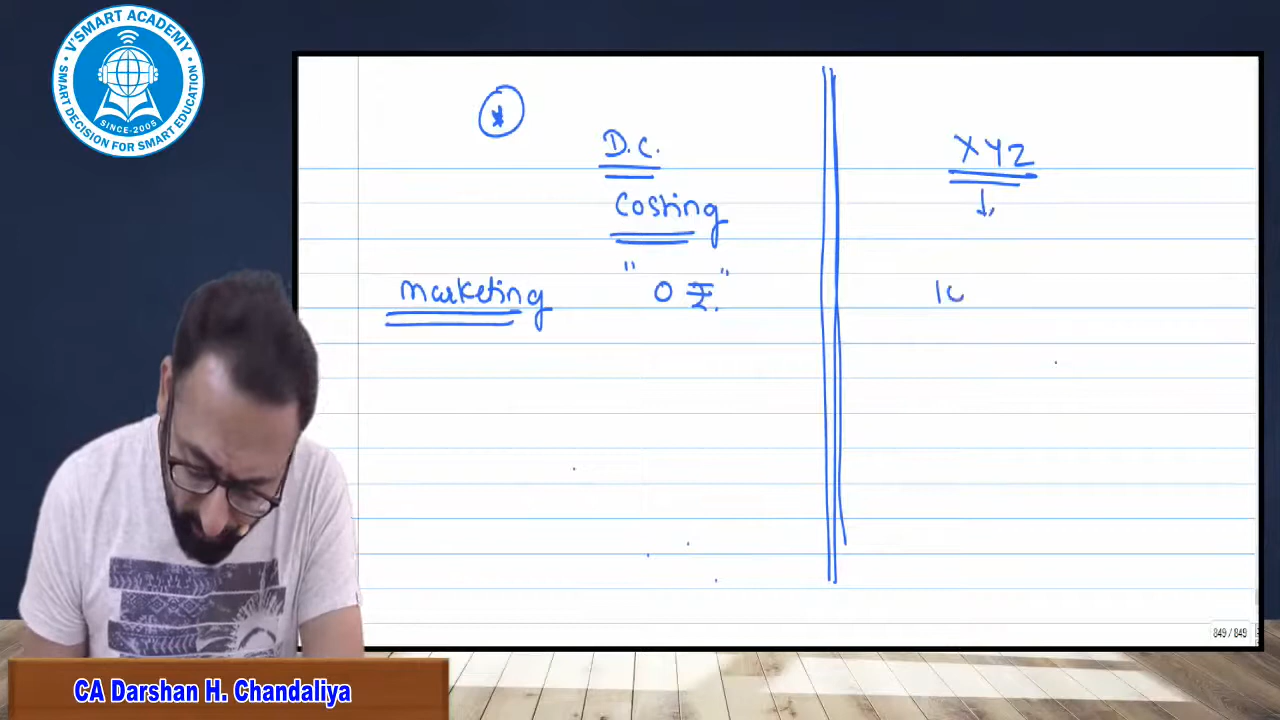 V'SMART ACADEMY
SMART DECISION FOR SMART EDUCATION
SINCE-2005
D.C.
XYZ
Costing
marketing
"0 ₹."
10
849 / 849
CA Darshan H. Chandaliya